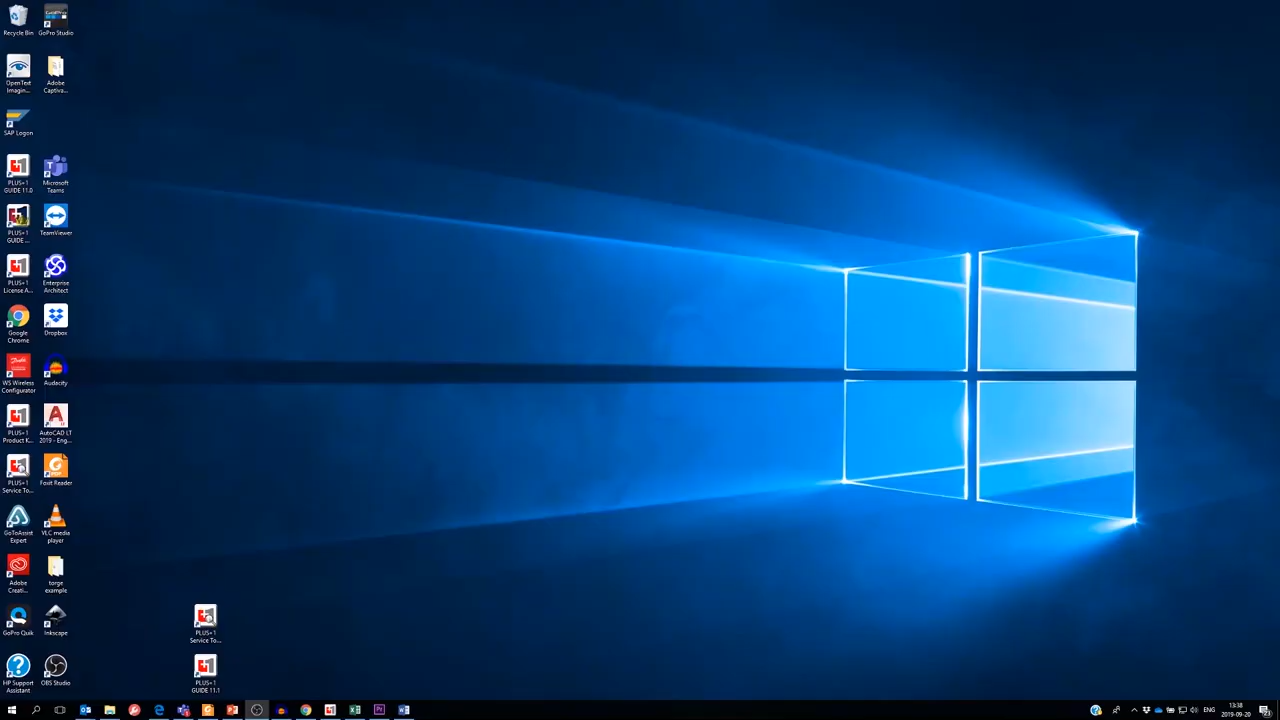 Recycle Bin
GoPro Studio
OpenText
Imagin...
Adobe
Captiva...
SAP Logon
PLUS+1
GUIDE 11.0
Microsoft
Teams
PLUS+1
GUIDE ...
TeamViewer
PLUS+1
License A...
Enterprise
Architect
Google
Chrome
Dropbox
WS Wireless
Configurator
Audacity
PLUS+1
Product K...
AutoCAD LT
2019 - Eng...
PLUS+1
Service To...
Foxit Reader
GoToAssist
Expert
VLC media
player
Adobe
Creati...
torge
example
GoPro Quik
Inkscape
PLUS+1
Service To...
HP Support
Assistant
OBS Studio
PLUS+1
GUIDE 11.1
ENG
13:38
2019-09-20